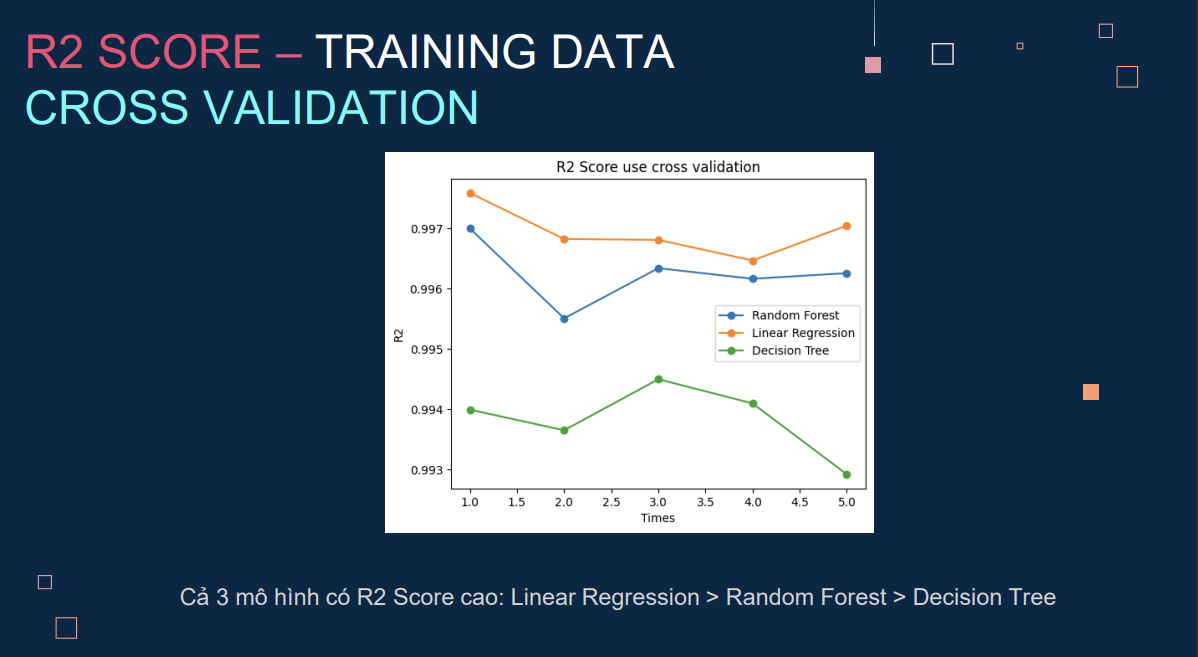 R2 SCORE – TRAINING DATA
CROSS VALIDATION
R2 Score use cross validation
0.997
0.996
0.995
0.994
0.993
R2
Random Forest
Linear Regression
Decision Tree
1.0 1.5 2.0 2.5 3.0 3.5 4.0 4.5 5.0
Times
Cả 3 mô hình có R2 Score cao: Linear Regression > Random Forest > Decision Tree